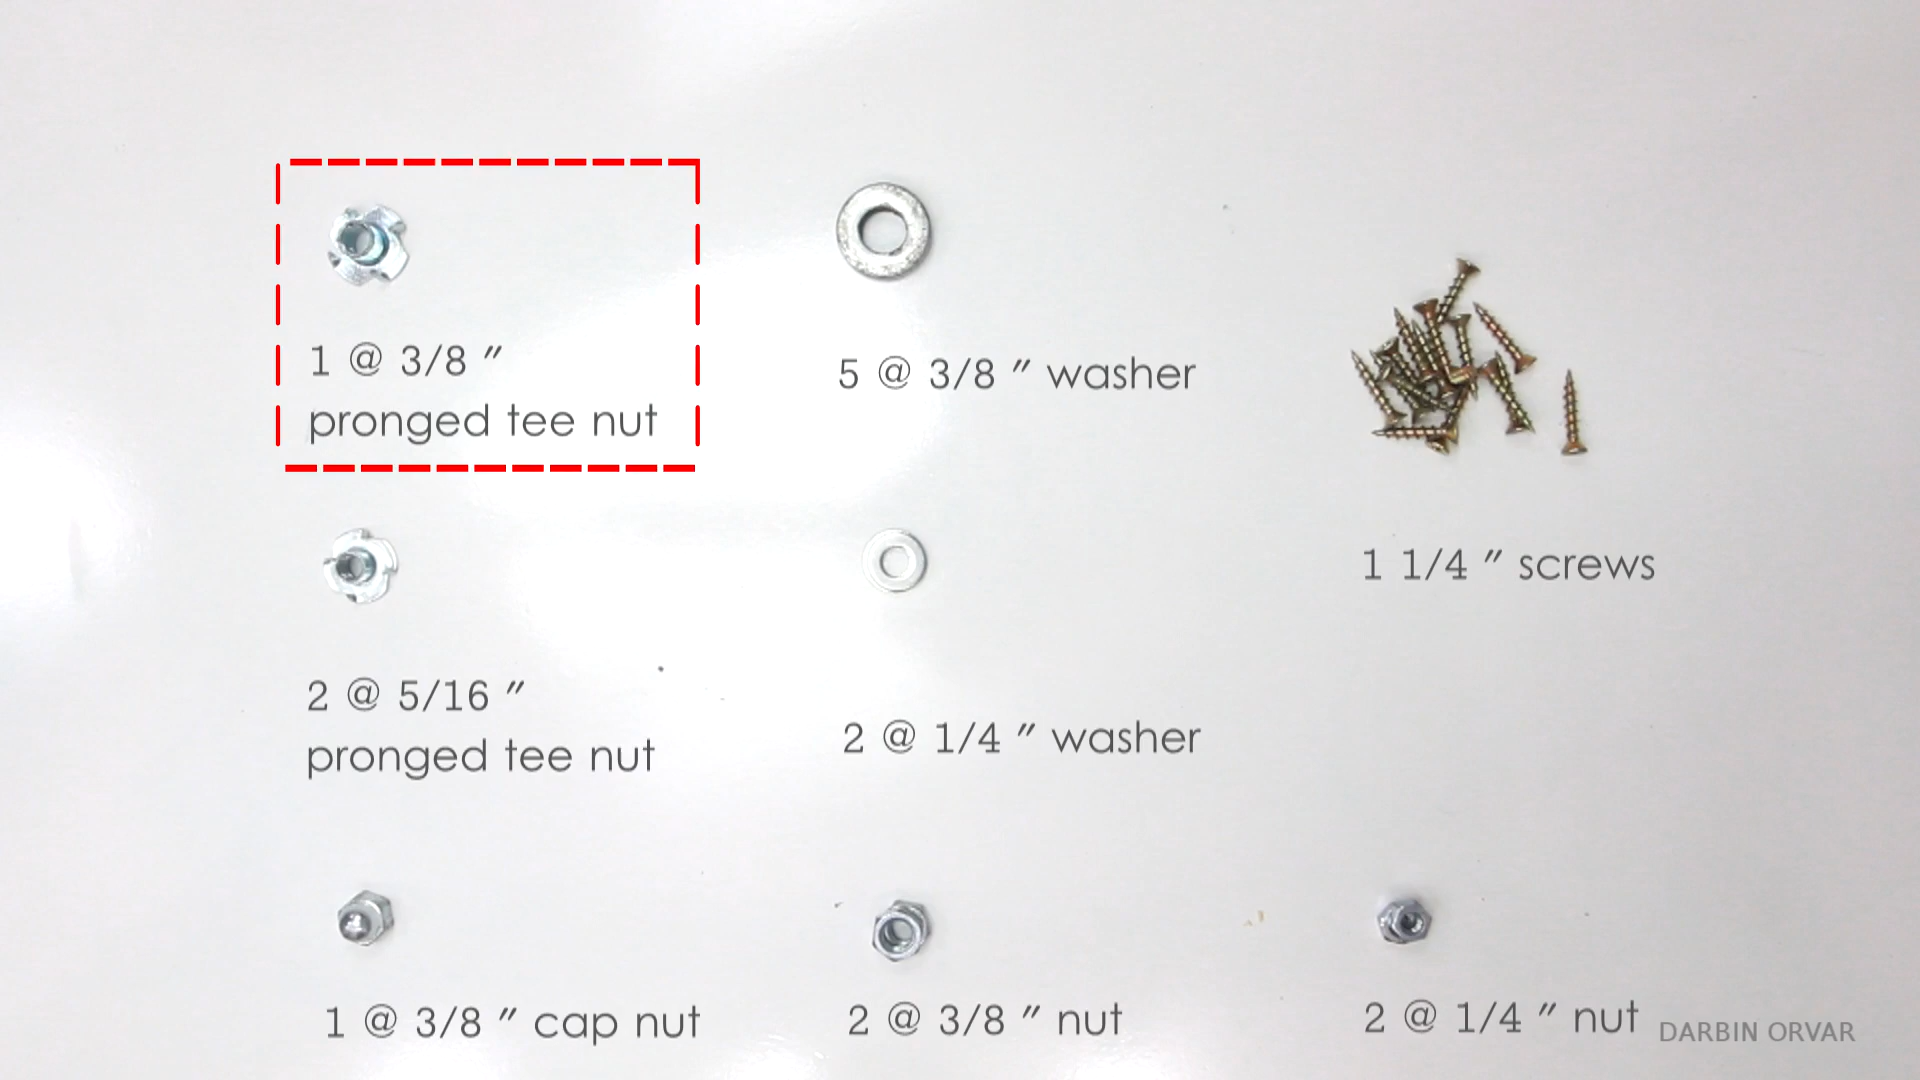 1 @ 3/8 "
pronged tee nut
5 @ 3/8 " washer
1 1/4 " screws
2 @ 5/16 "
pronged tee nut
2 @ 1/4 " washer
1 @ 3/8 " cap nut
2 @ 3/8 " nut
2 @ 1/4 " nut
DARBIN ORVAR